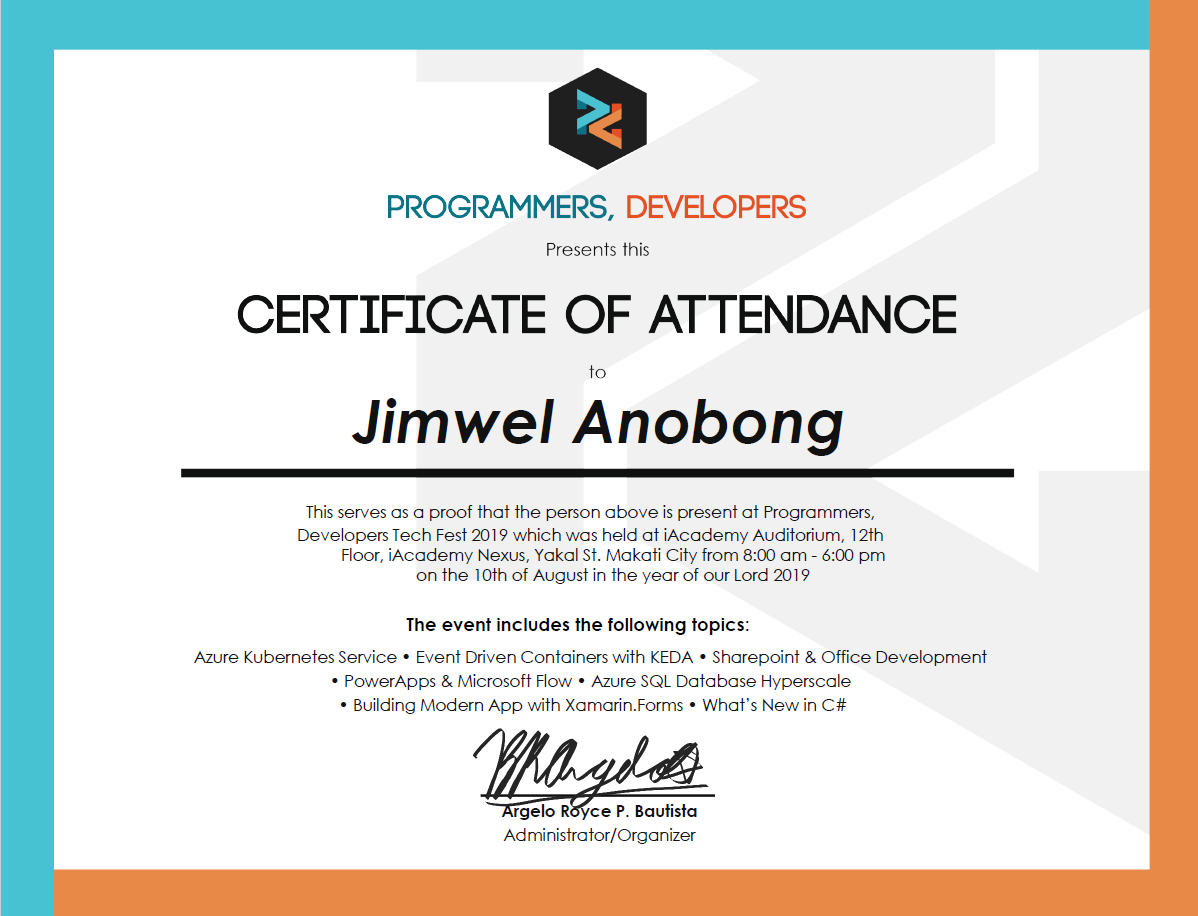 PROGRAMMERS, DEVELOPERS
Presents this
CERTIFICATE OF ATTENDANCE
to
Jimwel Anobong
This serves as a proof that the person above is present at Programmers,
Developers Tech Fest 2019 which was held at iAcademy Auditorium, 12th
Floor, iAcademy Nexus, Yakal St. Makati City from 8:00 am - 6:00 pm
on the 10th of August in the year of our Lord 2019
The event includes the following topics:
Azure Kubernetes Service • Event Driven Containers with KEDA • Sharepoint & Office Development
• PowerApps & Microsoft Flow • Azure SQL Database Hyperscale
• Building Modern App with Xamarin.Forms • What's New in C#
Argelo Royce P. Bautista
Administrator/Organizer